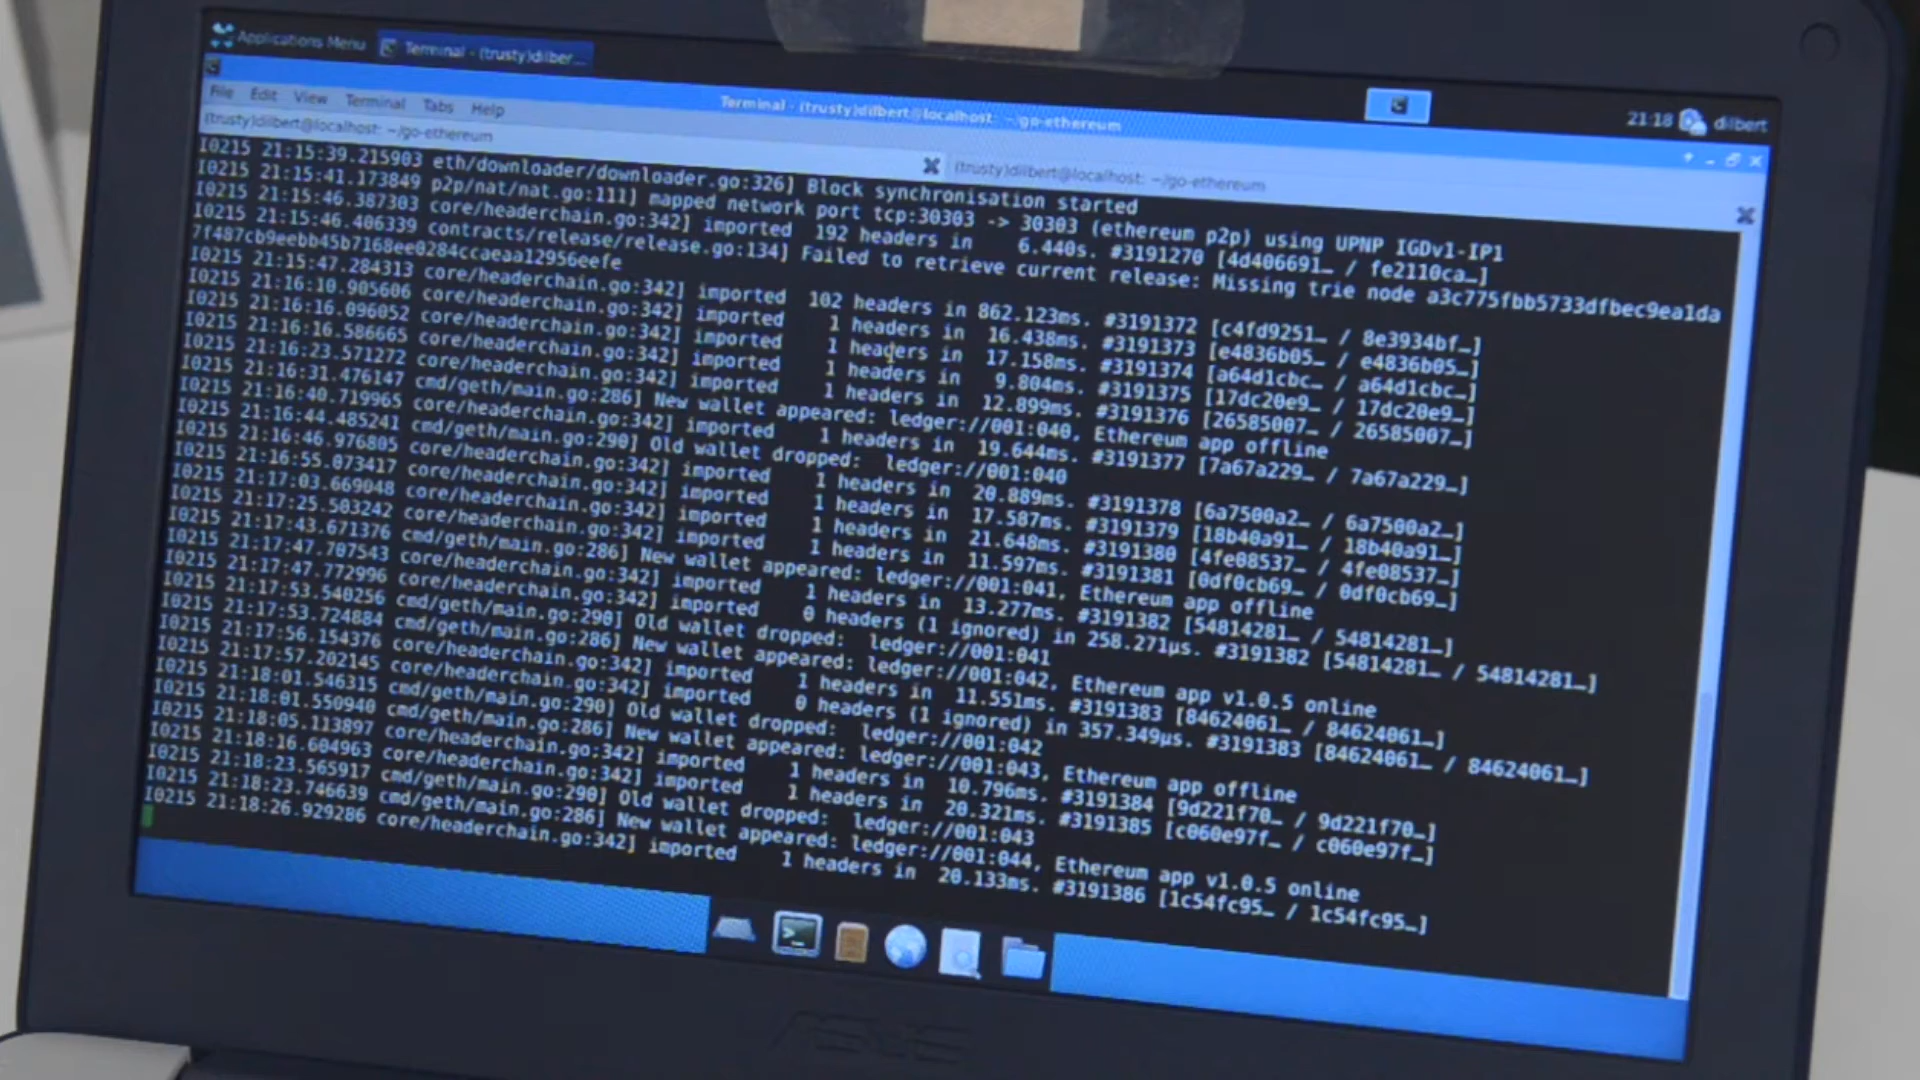 Applications Menu
Terminal - (trusty)dilber...
21:18 dilbert
Terminal - (trusty)dilbert@localhost: ~/go-ethereum
File Edit View Terminal Tabs Help
(trusty)dilbert@localhost: ~/go-ethereum
(trusty)dilbert@localhost: ~/go-ethereum
I0215 21:15:39.215903 eth/downloader/downloader.go:326] Block synchronisation started
I0215 21:15:41.173849 p2p/nat/nat.go:111] mapped network port tcp:30303 -> 30303 (ethereum p2p) using UPNP IGDv1-IP1
I0215 21:15:46.387303 core/headerchain.go:342] imported 192 headers in 6.440s. #3191270 [4d406691… / fe2110ca…]
I0215 21:15:46.406339 contracts/release/release.go:134] Failed to retrieve current release: Missing trie node a3c775fbb5733dfbec9ea1da
7f487cb9eebb45b7168ee0284ccaeaa12956eefe
I0215 21:15:47.284313 core/headerchain.go:342] imported 102 headers in 862.123ms. #3191372 [c4fd9251… / 8e3934bf…]
I0215 21:16:10.905606 core/headerchain.go:342] imported 1 headers in 16.438ms. #3191373 [e4836b05… / e4836b05…]
I0215 21:16:16.096052 core/headerchain.go:342] imported 1 headers in 17.158ms. #3191374 [a64d1cbc… / a64d1cbc…]
I0215 21:16:16.586665 core/headerchain.go:342] imported 1 headers in 9.804ms. #3191375 [17dc20e9… / 17dc20e9…]
I0215 21:16:23.571272 core/headerchain.go:342] imported 1 headers in 12.899ms. #3191376 [26585007… / 26585007…]
I0215 21:16:31.476147 cmd/geth/main.go:286] New wallet appeared: ledger://001:040, Ethereum app offline
I0215 21:16:40.719965 core/headerchain.go:342] imported 1 headers in 19.644ms. #3191377 [7a67a229… / 7a67a229…]
I0215 21:16:44.485241 cmd/geth/main.go:290] Old wallet dropped: ledger://001:040
I0215 21:16:46.976805 core/headerchain.go:342] imported 1 headers in 20.889ms. #3191378 [6a7500a2… / 6a7500a2…]
I0215 21:16:55.073417 core/headerchain.go:342] imported 1 headers in 17.587ms. #3191379 [18b40a91… / 18b40a91…]
I0215 21:17:03.669048 core/headerchain.go:342] imported 1 headers in 21.648ms. #3191380 [4fe08537… / 4fe08537…]
I0215 21:17:25.503242 core/headerchain.go:342] imported 1 headers in 11.597ms. #3191381 [0df0cb69… / 0df0cb69…]
I0215 21:17:43.671376 cmd/geth/main.go:286] New wallet appeared: ledger://001:041, Ethereum app offline
I0215 21:17:47.707543 core/headerchain.go:342] imported 1 headers in 13.277ms. #3191382 [54814281… / 54814281…]
I0215 21:17:47.772996 core/headerchain.go:342] imported 0 headers (1 ignored) in 258.271µs. #3191382 [54814281… / 54814281…]
I0215 21:17:53.540256 cmd/geth/main.go:290] Old wallet dropped: ledger://001:041
I0215 21:17:53.724884 cmd/geth/main.go:286] New wallet appeared: ledger://001:042, Ethereum app v1.0.5 online
I0215 21:17:56.154376 core/headerchain.go:342] imported 1 headers in 11.551ms. #3191383 [84624061… / 84624061…]
I0215 21:17:57.202145 core/headerchain.go:342] imported 0 headers (1 ignored) in 357.349µs. #3191383 [84624061… / 84624061…]
I0215 21:18:01.546315 cmd/geth/main.go:290] Old wallet dropped: ledger://001:042
I0215 21:18:01.550940 cmd/geth/main.go:286] New wallet appeared: ledger://001:043, Ethereum app offline
I0215 21:18:05.113897 core/headerchain.go:342] imported 1 headers in 10.796ms. #3191384 [9d221f70… / 9d221f70…]
I0215 21:18:16.604963 core/headerchain.go:342] imported 1 headers in 20.321ms. #3191385 [c060e97f… / c060e97f…]
I0215 21:18:23.565917 cmd/geth/main.go:290] Old wallet dropped: ledger://001:043
I0215 21:18:23.746639 cmd/geth/main.go:286] New wallet appeared: ledger://001:044, Ethereum app v1.0.5 online
I0215 21:18:26.929286 core/headerchain.go:342] imported 1 headers in 20.133ms. #3191386 [1c54fc95… / 1c54fc95…]
ASUS